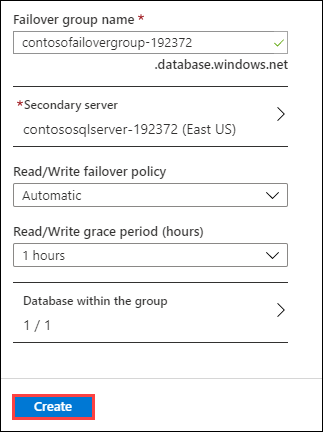 Failover group name *
contosofailovergroup-192372
.database.windows.net
*Secondary server
contososqlserver-192372 (East US)
Read/Write failover policy
Automatic
Read/Write grace period (hours)
1 hours
Database within the group
1 / 1
Create